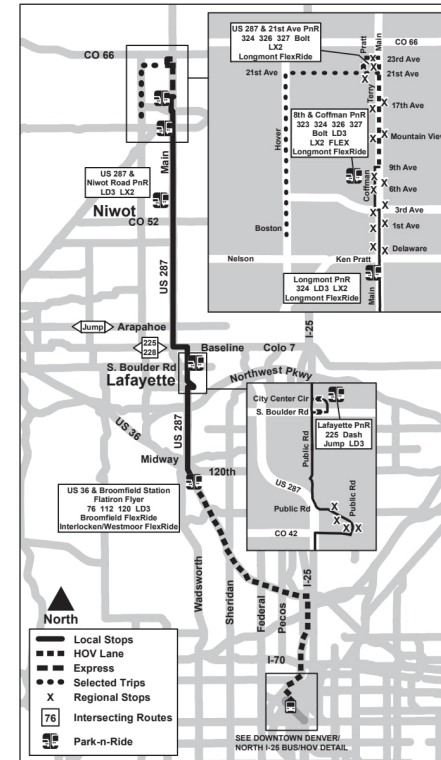 CO 66
US 287 & 21st Ave PnR
324 326 327 Bolt
LX2
Longmont FlexRide
Pratt
Main
CO 66
23rd Ave
21st Ave
21st Ave
Terry
17th Ave
8th & Coffman PnR
323 324 326 327
Bolt LD3
LX2 FLEX
Longmont FlexRide
Hover
Mountain View
9th Ave
Coffman
6th Ave
3rd Ave
1st Ave
Boston
Delaware
Nelson
Ken Pratt
Longmont PnR
324 LD3 LX2
Longmont FlexRide
Main
Main
US 287 &
Niwot Road PnR
LD3 LX2
Niwot
CO 52
US 287
I-25
Jump
Arapahoe
225
228
Baseline
Colo 7
S. Boulder Rd
Lafayette
Northwest Pkwy
City Center Cir
S. Boulder Rd
Lafayette PnR
225 Dash
Jump LD3
Public Rd
US 287
Public Rd
Public Rd
CO 42
US 36
US 287
Midway
120th
US 36 & Broomfield Station
Flatiron Flyer
76 112 120 LD3
Broomfield FlexRide
Interlocken/Westmoor FlexRide
Wadsworth
Sheridan
Federal
Pecos
I-25
I-70
North
Local Stops
HOV Lane
Express
Selected Trips
X Regional Stops
76 Intersecting Routes
Park-n-Ride
SEE DOWNTOWN DENVER/
NORTH I-25 BUS/HOV DETAIL